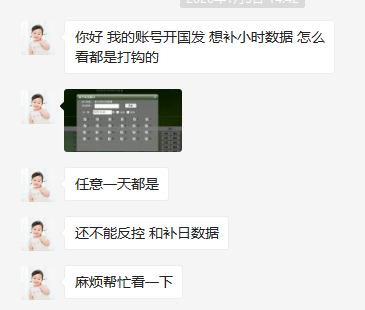 你好 我的账号开国发 想补小时数据 怎么
看都是打钩的
任意一天都是
还不能反控 和补日数据
麻烦帮忙看一下